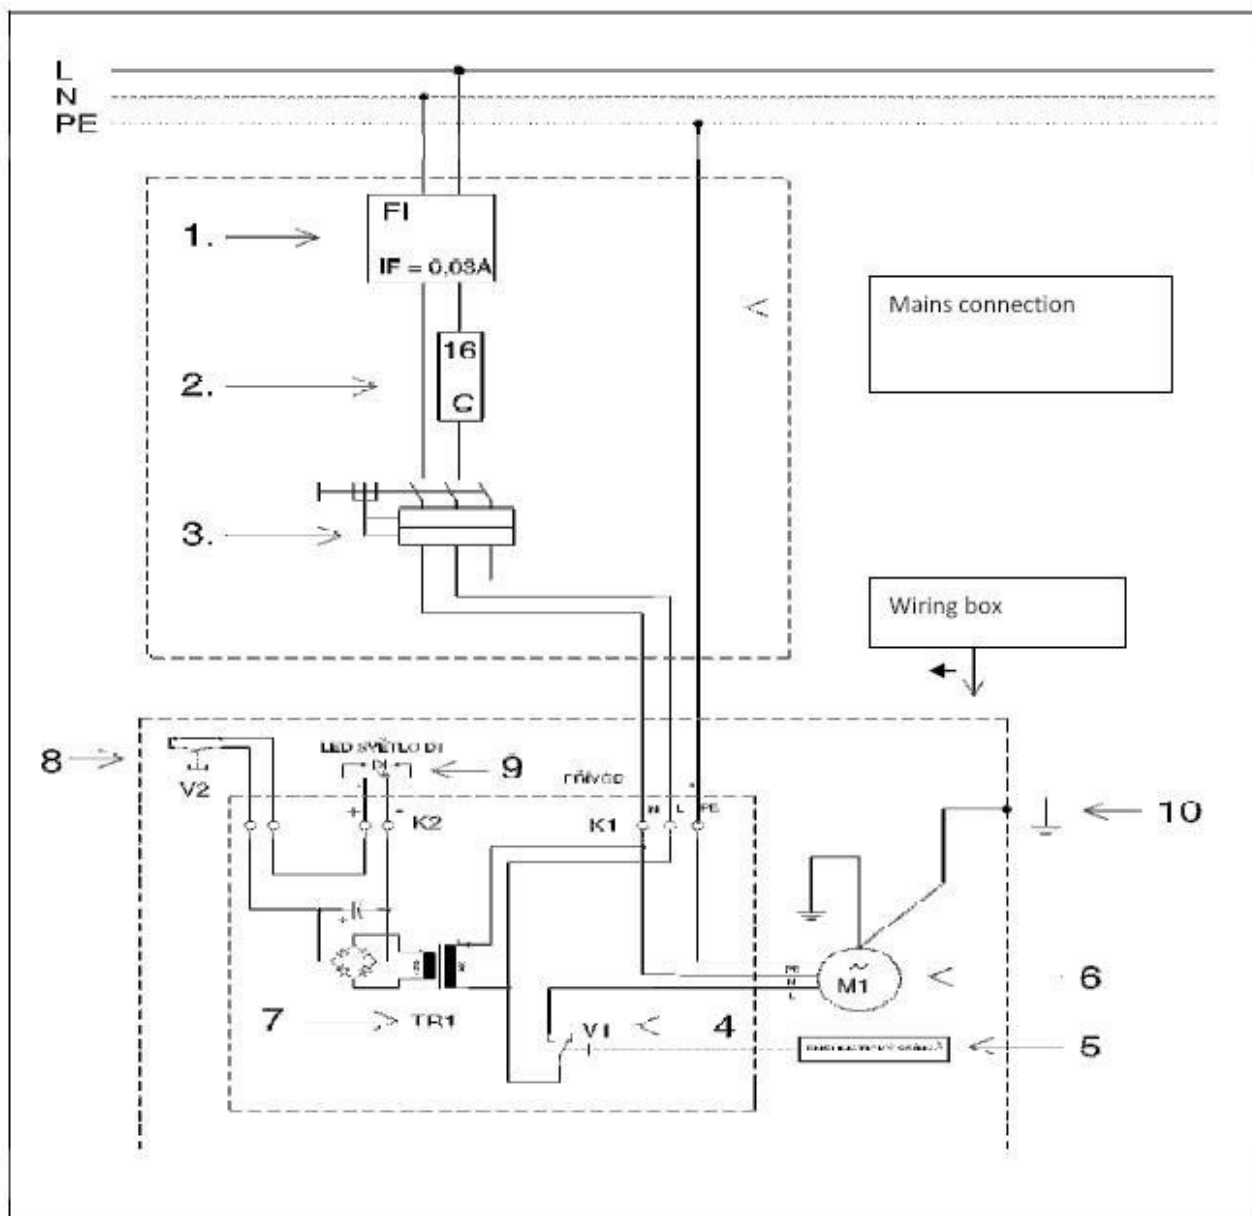 L
N
PE
FI
1.
IF = 0,03A
Mains connection
16
2.
C
3.
Wiring box
8
LED SVĚTLO D1
9
V2
K2
K1
N
L
PE
10
M1
6
7
TR1
V1
4
N
L
5